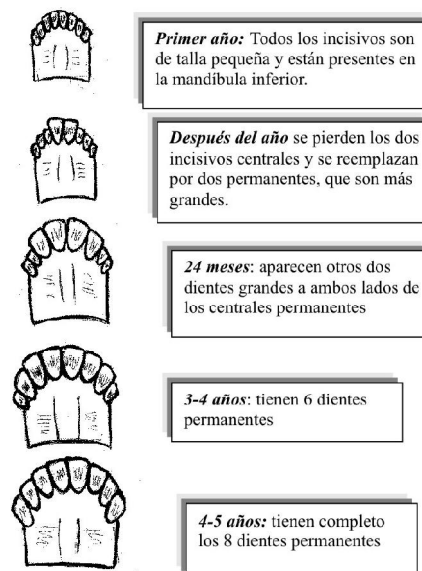 Primer año: Todos los incisivos son
de talla pequeña y están presentes en
la mandíbula inferior.
Después del año se pierden los dos
incisivos centrales y se reemplazan
por dos permanentes, que son más
grandes.
24 meses: aparecen otros dos
dientes grandes a ambos lados de
los centrales permanentes
3-4 años: tienen 6 dientes
permanentes
4-5 años: tienen completo
los 8 dientes permanentes